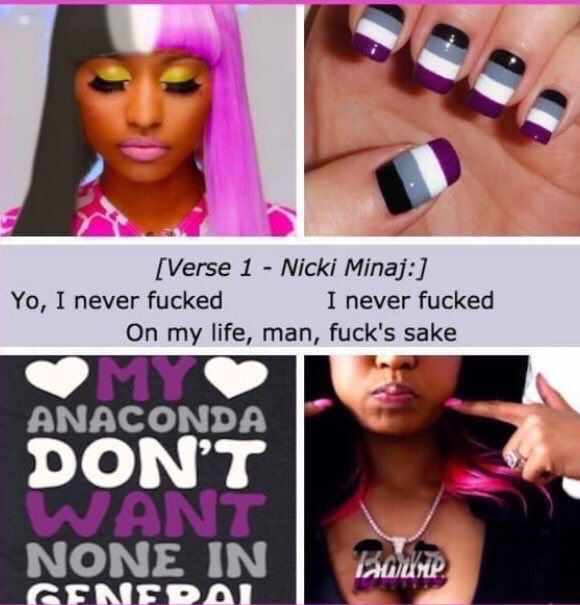 [Verse 1 - Nicki Minaj:]
Yo, I never fucked I never fucked
On my life, man, fuck's sake
MY
ANACONDA
DON'T
WANT
NONE IN
GENERAL
Barbie